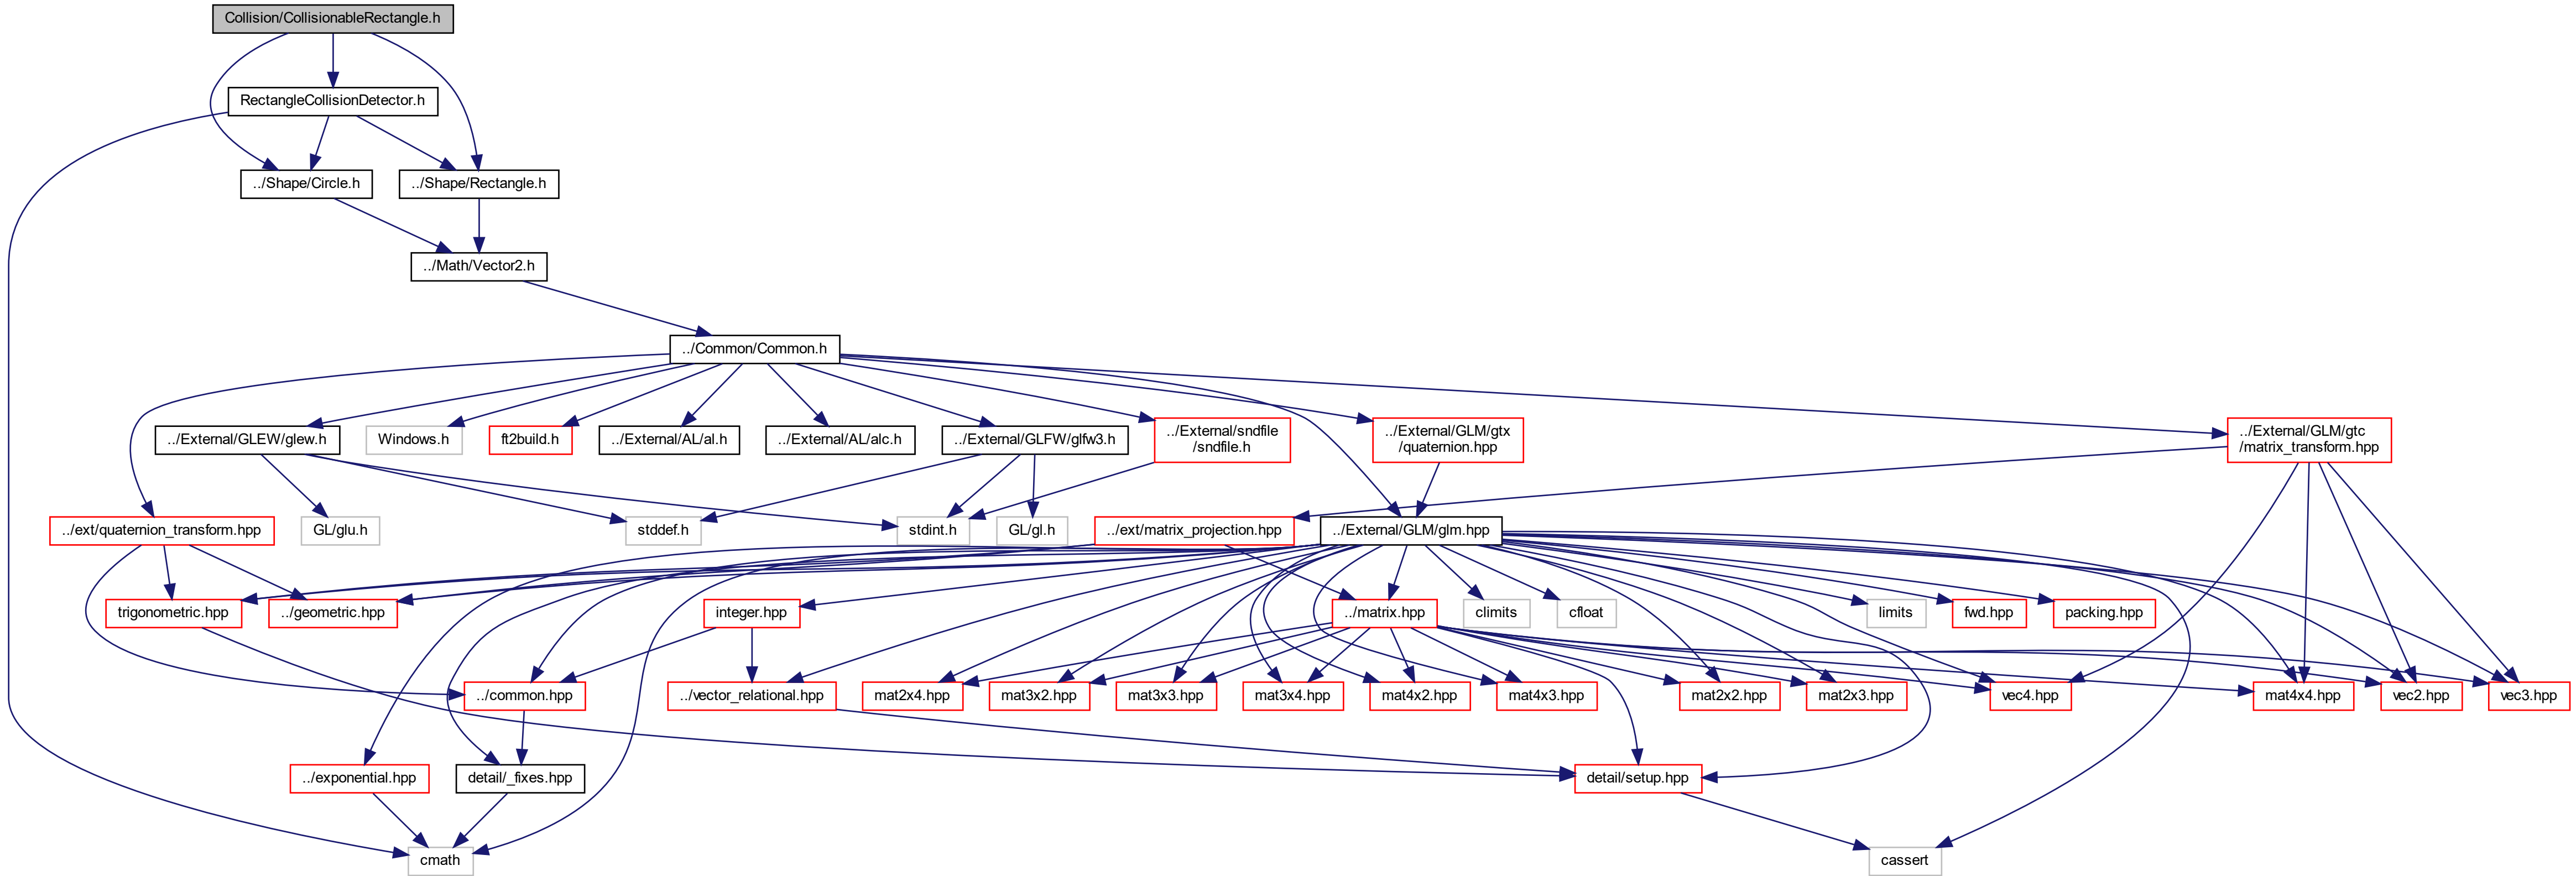 Collision/CollisionableRectangle.h
RectangleCollisionDetector.h
../Shape/Circle.h
../Shape/Rectangle.h
../Math/Vector2.h
../Common/Common.h
../External/GLEW/glew.h
Windows.h
ft2build.h
../External/AL/al.h
../External/AL/alc.h
../External/GLFW/glfw3.h
../External/sndfile
/sndfile.h
../External/GLM/gtx
/quaternion.hpp
../External/GLM/gtc
/matrix_transform.hpp
../ext/quaternion_transform.hpp
GL/glu.h
stddef.h
stdint.h
GL/gl.h
../ext/matrix_projection.hpp
../External/GLM/glm.hpp
trigonometric.hpp
../geometric.hpp
integer.hpp
../matrix.hpp
climits
cfloat
limits
fwd.hpp
packing.hpp
../common.hpp
../vector_relational.hpp
mat2x4.hpp
mat3x2.hpp
mat3x3.hpp
mat3x4.hpp
mat4x2.hpp
mat4x3.hpp
mat2x2.hpp
mat2x3.hpp
vec4.hpp
mat4x4.hpp
vec2.hpp
vec3.hpp
../exponential.hpp
detail/_fixes.hpp
detail/setup.hpp
cmath
cassert